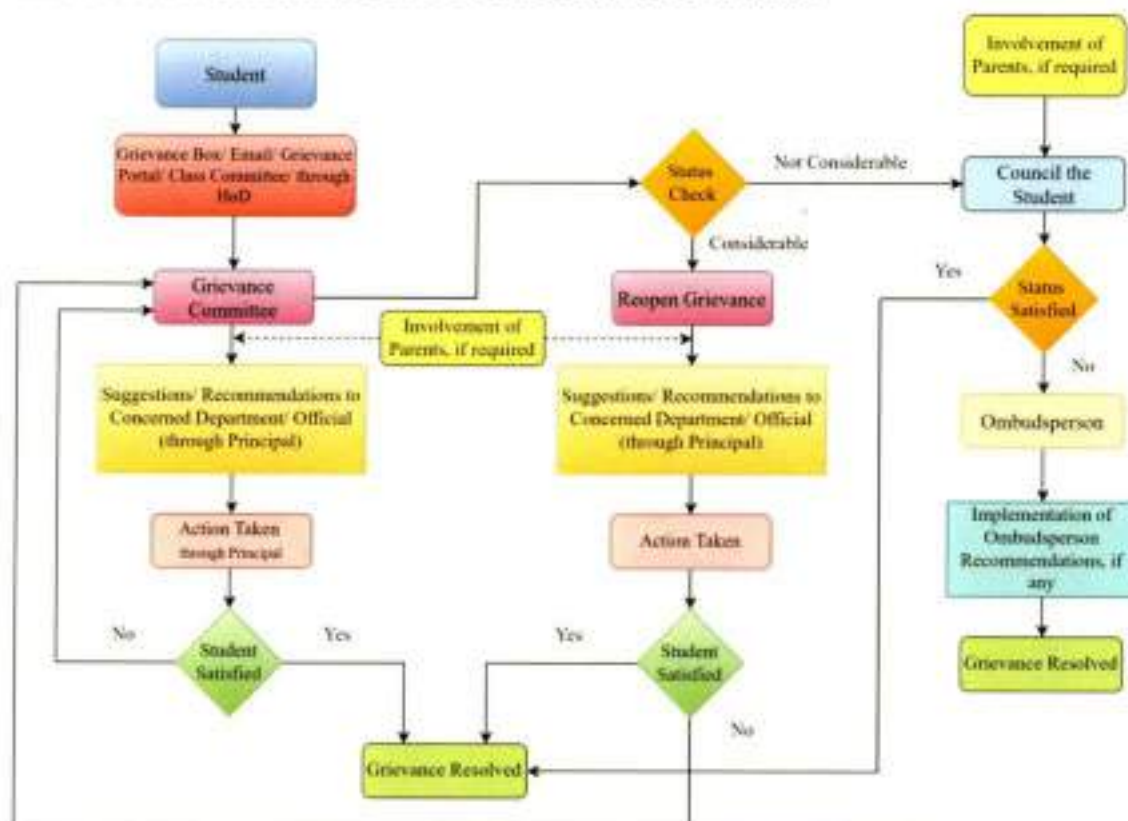 Student
Grievance Box/ Email/ Grievance
Portal/ Class Committee/ through
HoD
Grievance
Committee
Suggestions/ Recommendations to
Concerned Department/ Official
(through Principal)
Action Taken
through Principal
Student
Satisfied
No
Yes
Involvement of
Parents, if required
Status
Check
Not Considerable
Considerable
Reopen Grievance
Suggestions/ Recommendations to
Concerned Department/ Official
(through Principal)
Action Taken
Student
Satisfied
Yes
No
Grievance Resolved
Involvement of
Parents, if required
Council the
Student
Status
Satisfied
Yes
No
Ombudsperson
Implementation of
Ombudsperson
Recommendations, if
any
Grievance Resolved